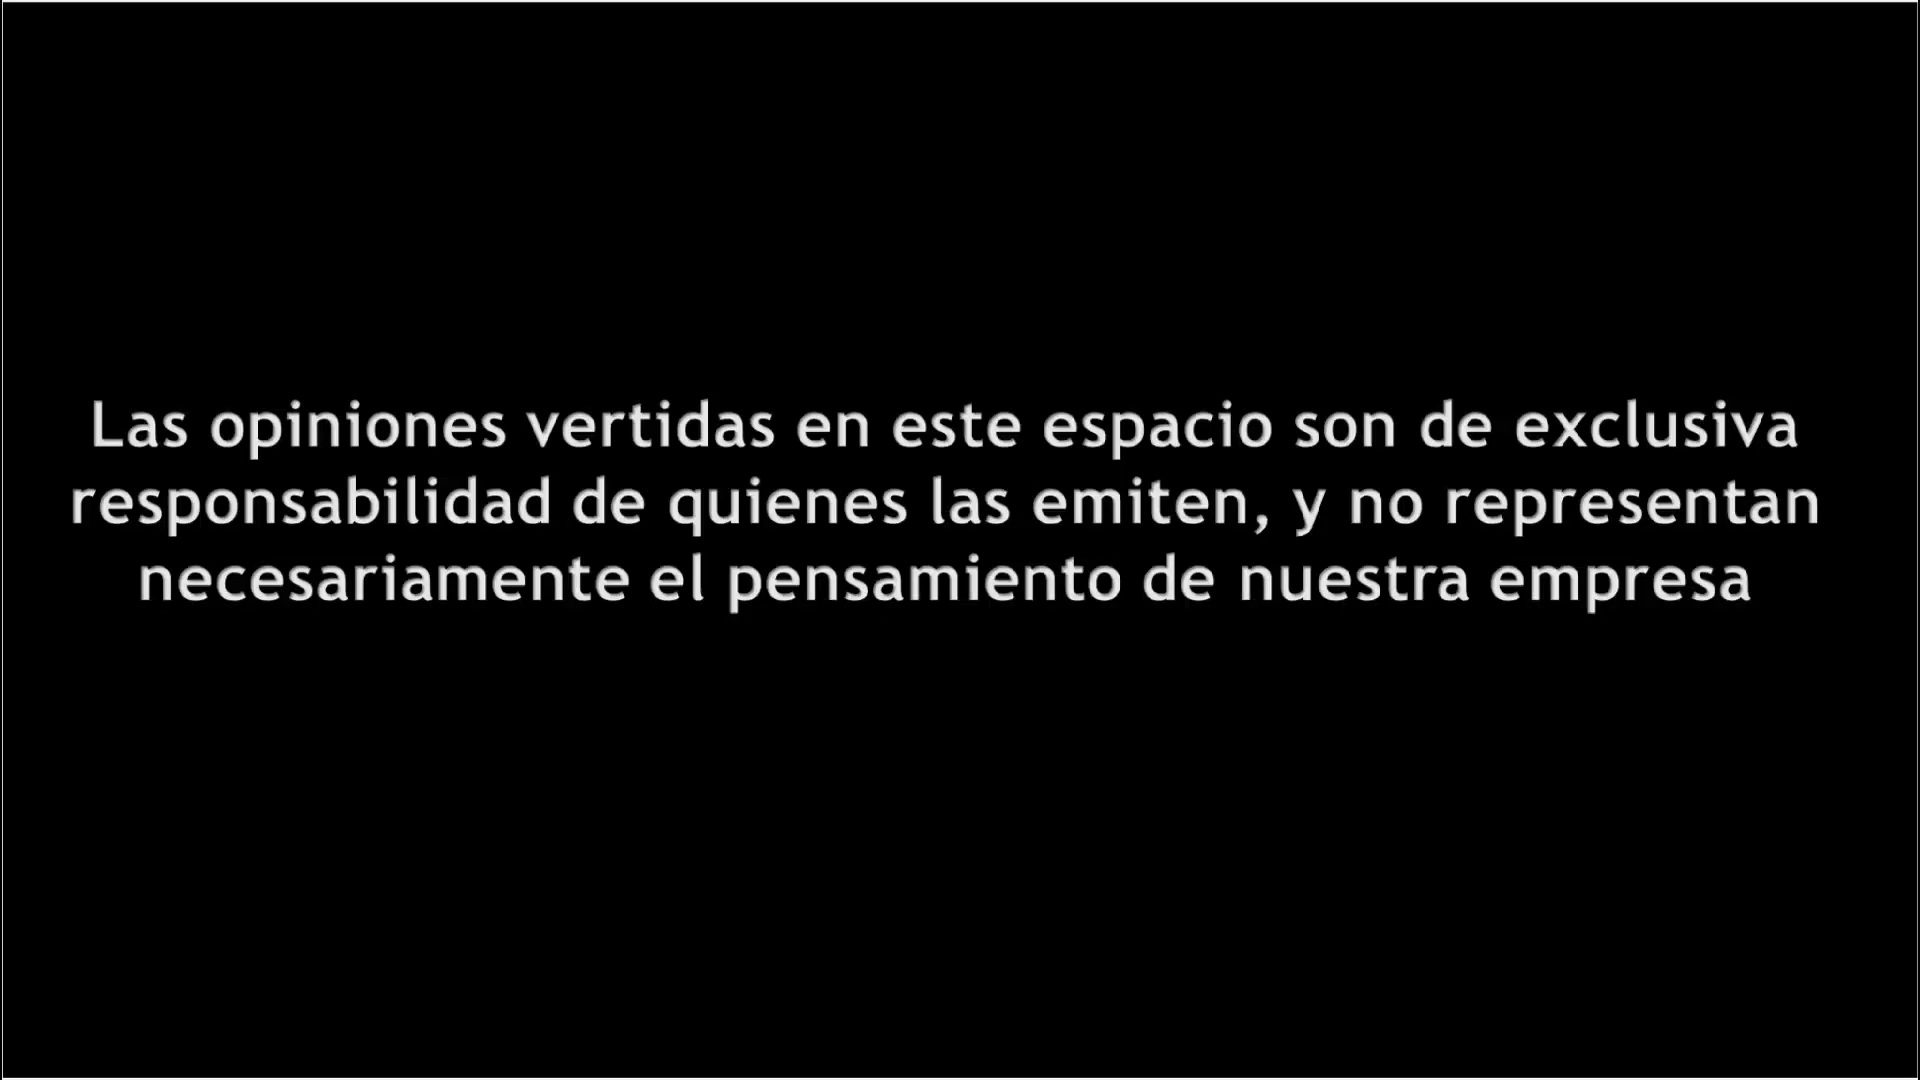 Las opiniones vertidas en este espacio son de exclusiva
responsabilidad de quienes las emiten, y no representan
necesariamente el pensamiento de nuestra empresa